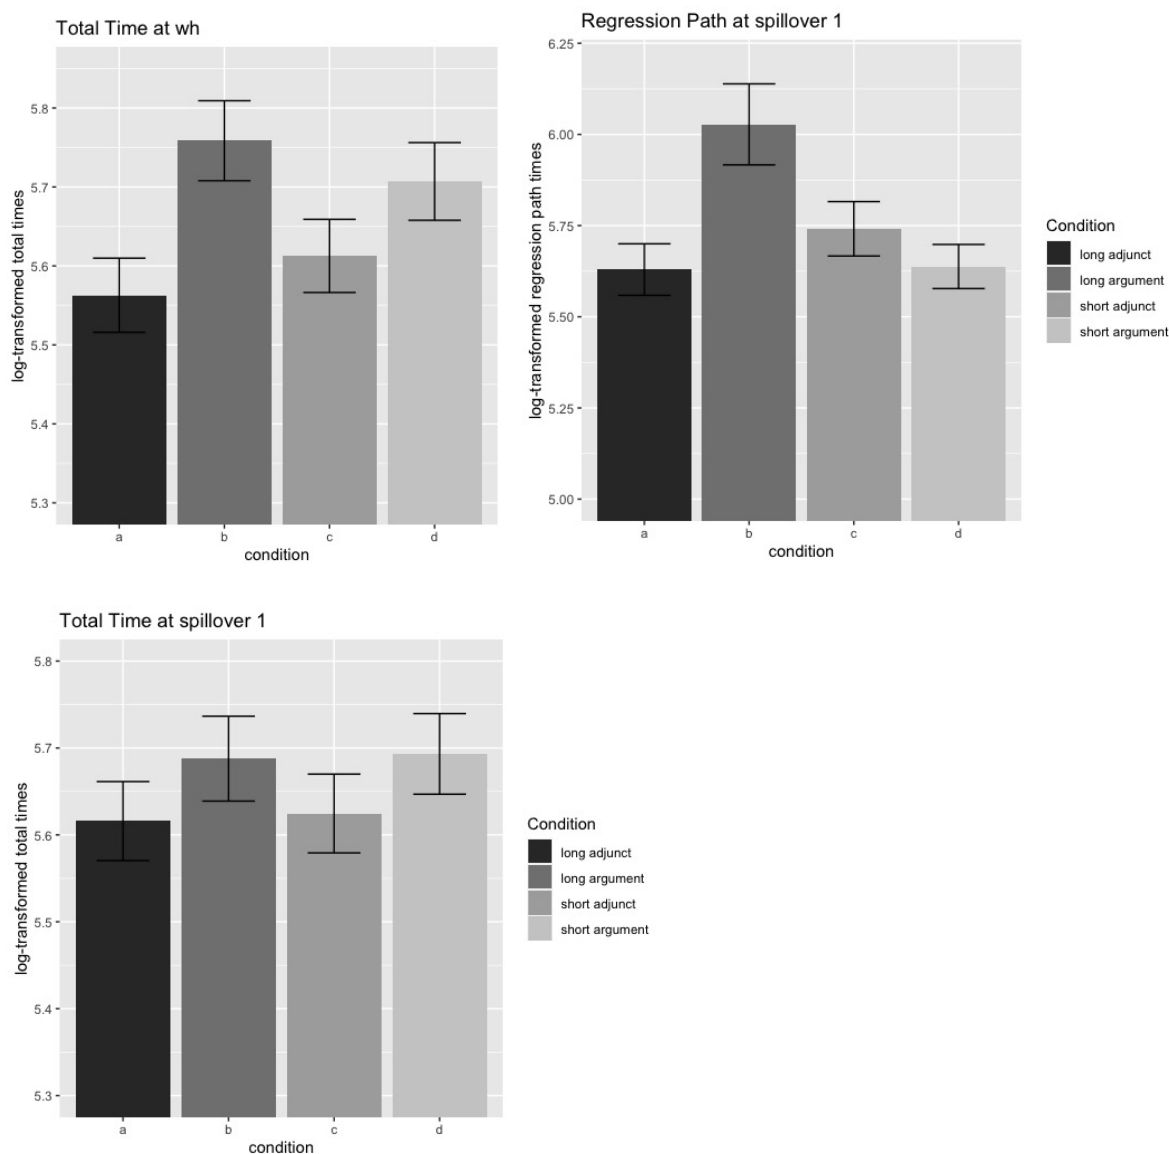 Total Time at wh
log-transformed total times
5.8
5.7
5.6
5.5
5.4
5.3
a b c d
condition
Regression Path at spillover 1
log-transformed regression path times
6.25
6.00
5.75
5.50
5.25
5.00
a b c d
condition
Condition
long adjunct
long argument
short adjunct
short argument
Total Time at spillover 1
log-transformed total times
5.8
5.7
5.6
5.5
5.4
5.3
a b c d
condition
Condition
long adjunct
long argument
short adjunct
short argument